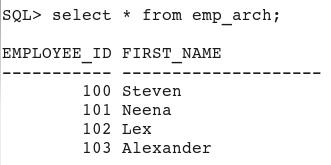 SQL> select * from emp_arch;
EMPLOYEE_ID FIRST_NAME
----------- --------------------
100 Steven
101 Neena
102 Lex
103 Alexander